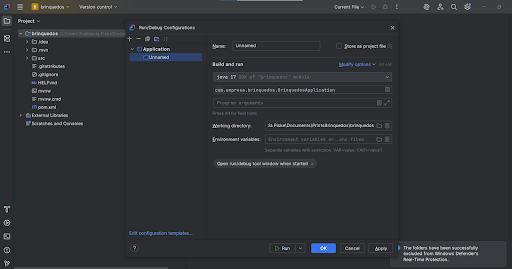 B brinquedos
Version control
Current File
Project
brinquedos
.idea
.mvn
src
.gitattributes
.gitignore
HELP.md
mvnw
mvnw.cmd
pom.xml
External Libraries
Scratches and Consoles
Run/Debug Configurations
Application
Unnamed
Name: Unnamed
Store as project file
Build and run
Modify options
java 17 SDK of 'brinquedos' module
com.empresa.brinquedos.BrinquedosApplication
Program arguments
Press Alt for field hints
Working directory: \Documents\PrintsBrinquedos\brinquedos
Environment variables: Environment variables or .env files
Separate variables with semicolon: VAR=value; VAR1=value1
Open run/debug tool window when started
Edit configuration templates...
? Run OK Cancel Apply
The folders have been successfully
excluded from Windows Defender's
Real-Time Protection.